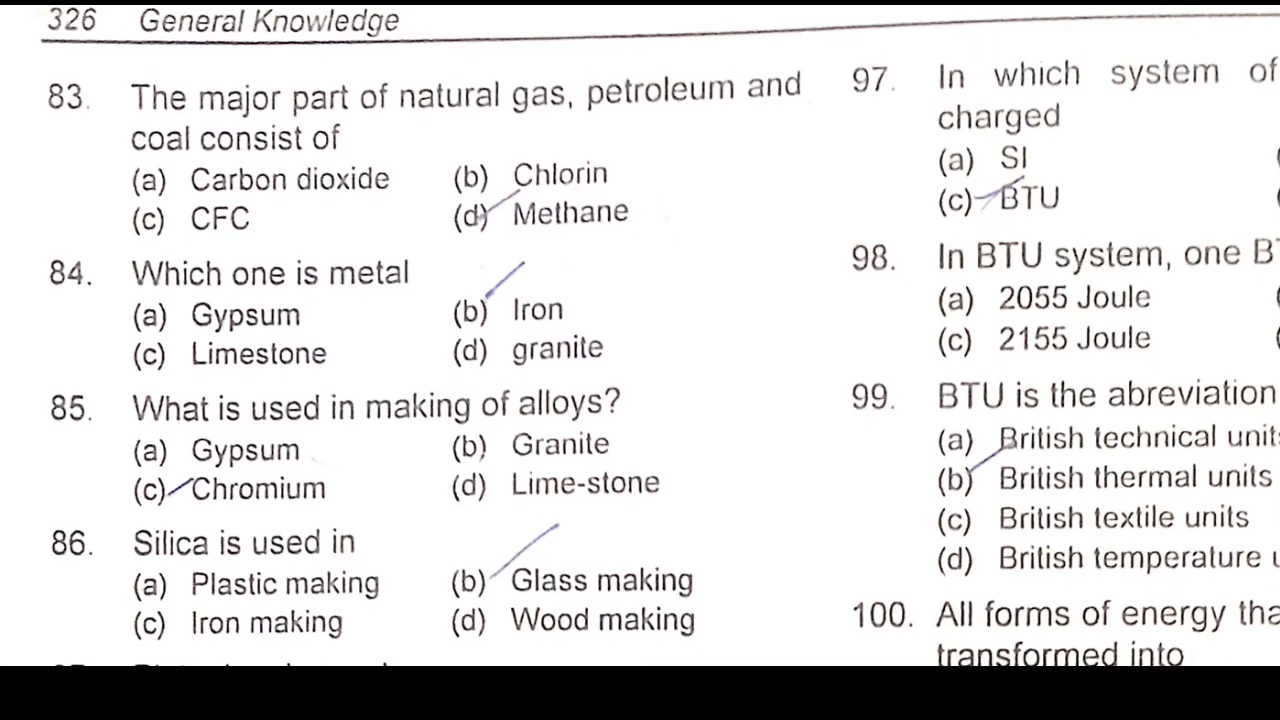 326 General Knowledge
83. The major part of natural gas, petroleum and
coal consist of
(a) Carbon dioxide (b) Chlorin
(c) CFC (d) Methane
84. Which one is metal
(a) Gypsum (b) Iron
(c) Limestone (d) granite
85. What is used in making of alloys?
(a) Gypsum (b) Granite
(c) Chromium (d) Lime-stone
86. Silica is used in
(a) Plastic making (b) Glass making
(c) Iron making (d) Wood making
97. In which system of
charged
(a) SI
(c) BTU
98. In BTU system, one
(a) 2055 Joule
(c) 2155 Joule
99. BTU is the abreviation
(a) British technical
(b) British thermal units
(c) British textile units
(d) British temperature
100. All forms of energy
transformed into